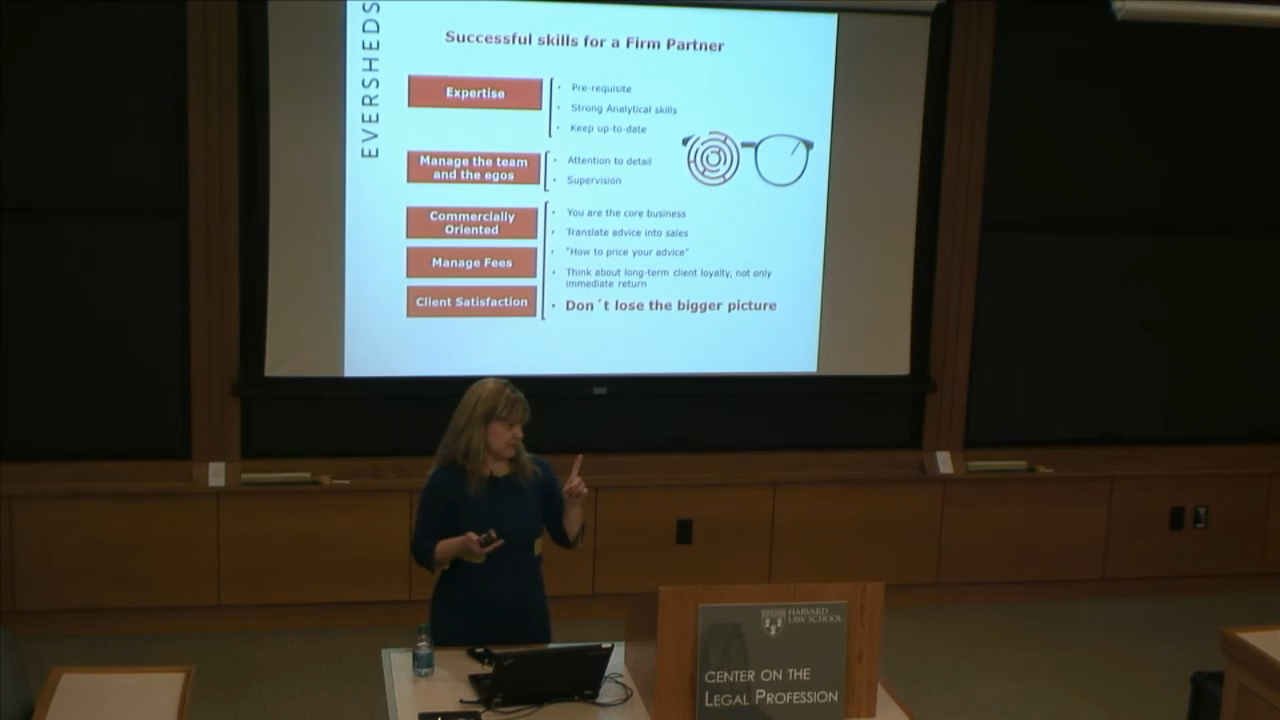 EVERSHEDS
Successful skills for a Firm Partner
Expertise
· Pre-requisite
· Strong Analytical skills
· Keep up-to-date
Manage the team
and the egos
· Attention to detail
· Supervision
Commercially
Oriented
Manage Fees
Client Satisfaction
· You are the core business
· Translate advice into sales
· "How to price your advice"
· Think about long-term client loyalty, not only
immediate return
· Don´t lose the bigger picture
HARVARD
LAW SCHOOL
CENTER ON THE
LEGAL PROFESSION